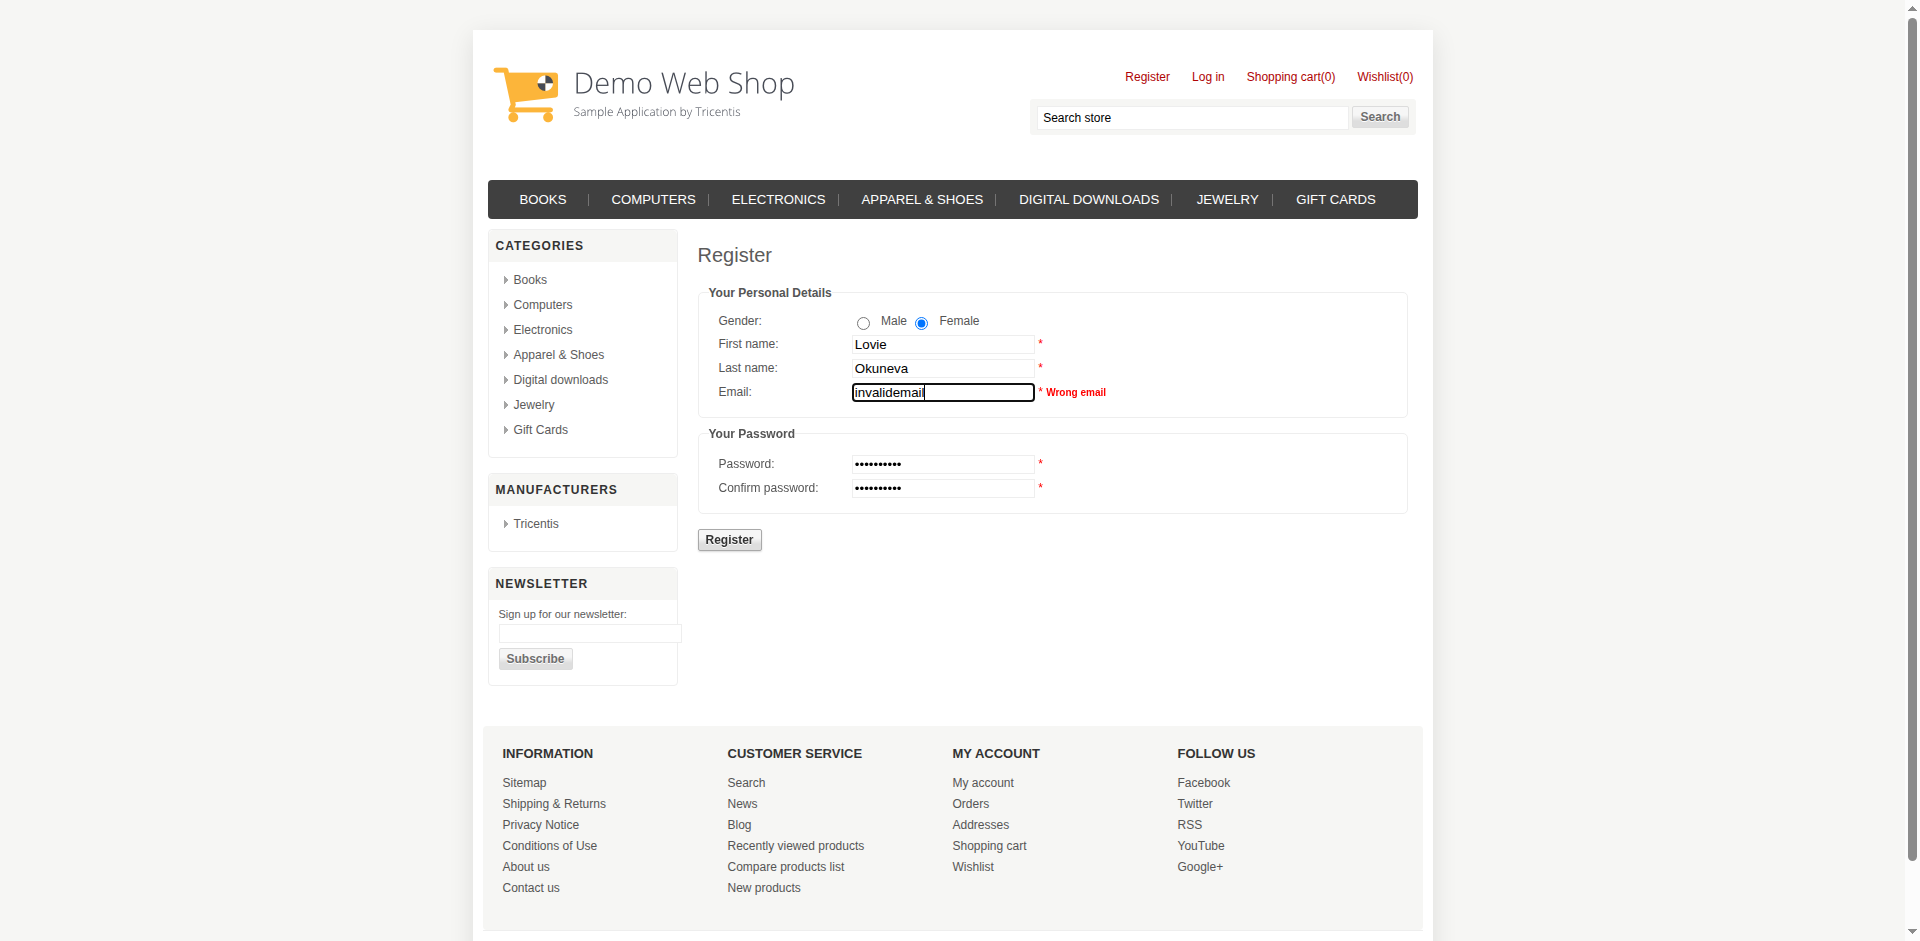 Demo Web Shop
Sample Application by Tricentis
Register Log in Shopping cart(0) Wishlist(0)
Search store Search
BOOKS COMPUTERS ELECTRONICS APPAREL & SHOES DIGITAL DOWNLOADS JEWELRY GIFT CARDS
CATEGORIES
Books
Computers
Electronics
Apparel & Shoes
Digital downloads
Jewelry
Gift Cards
MANUFACTURERS
Tricentis
NEWSLETTER
Sign up for our newsletter:
Subscribe
Register
Your Personal Details
Gender: Male Female
First name: Lovie *
Last name: Okuneva *
Email: invalidemail * Wrong email
Your Password
Password: •••••••••• *
Confirm password: •••••••••• *
Register
INFORMATION
Sitemap
Shipping & Returns
Privacy Notice
Conditions of Use
About us
Contact us
CUSTOMER SERVICE
Search
News
Blog
Recently viewed products
Compare products list
New products
MY ACCOUNT
My account
Orders
Addresses
Shopping cart
Wishlist
FOLLOW US
Facebook
Twitter
RSS
YouTube
Google+